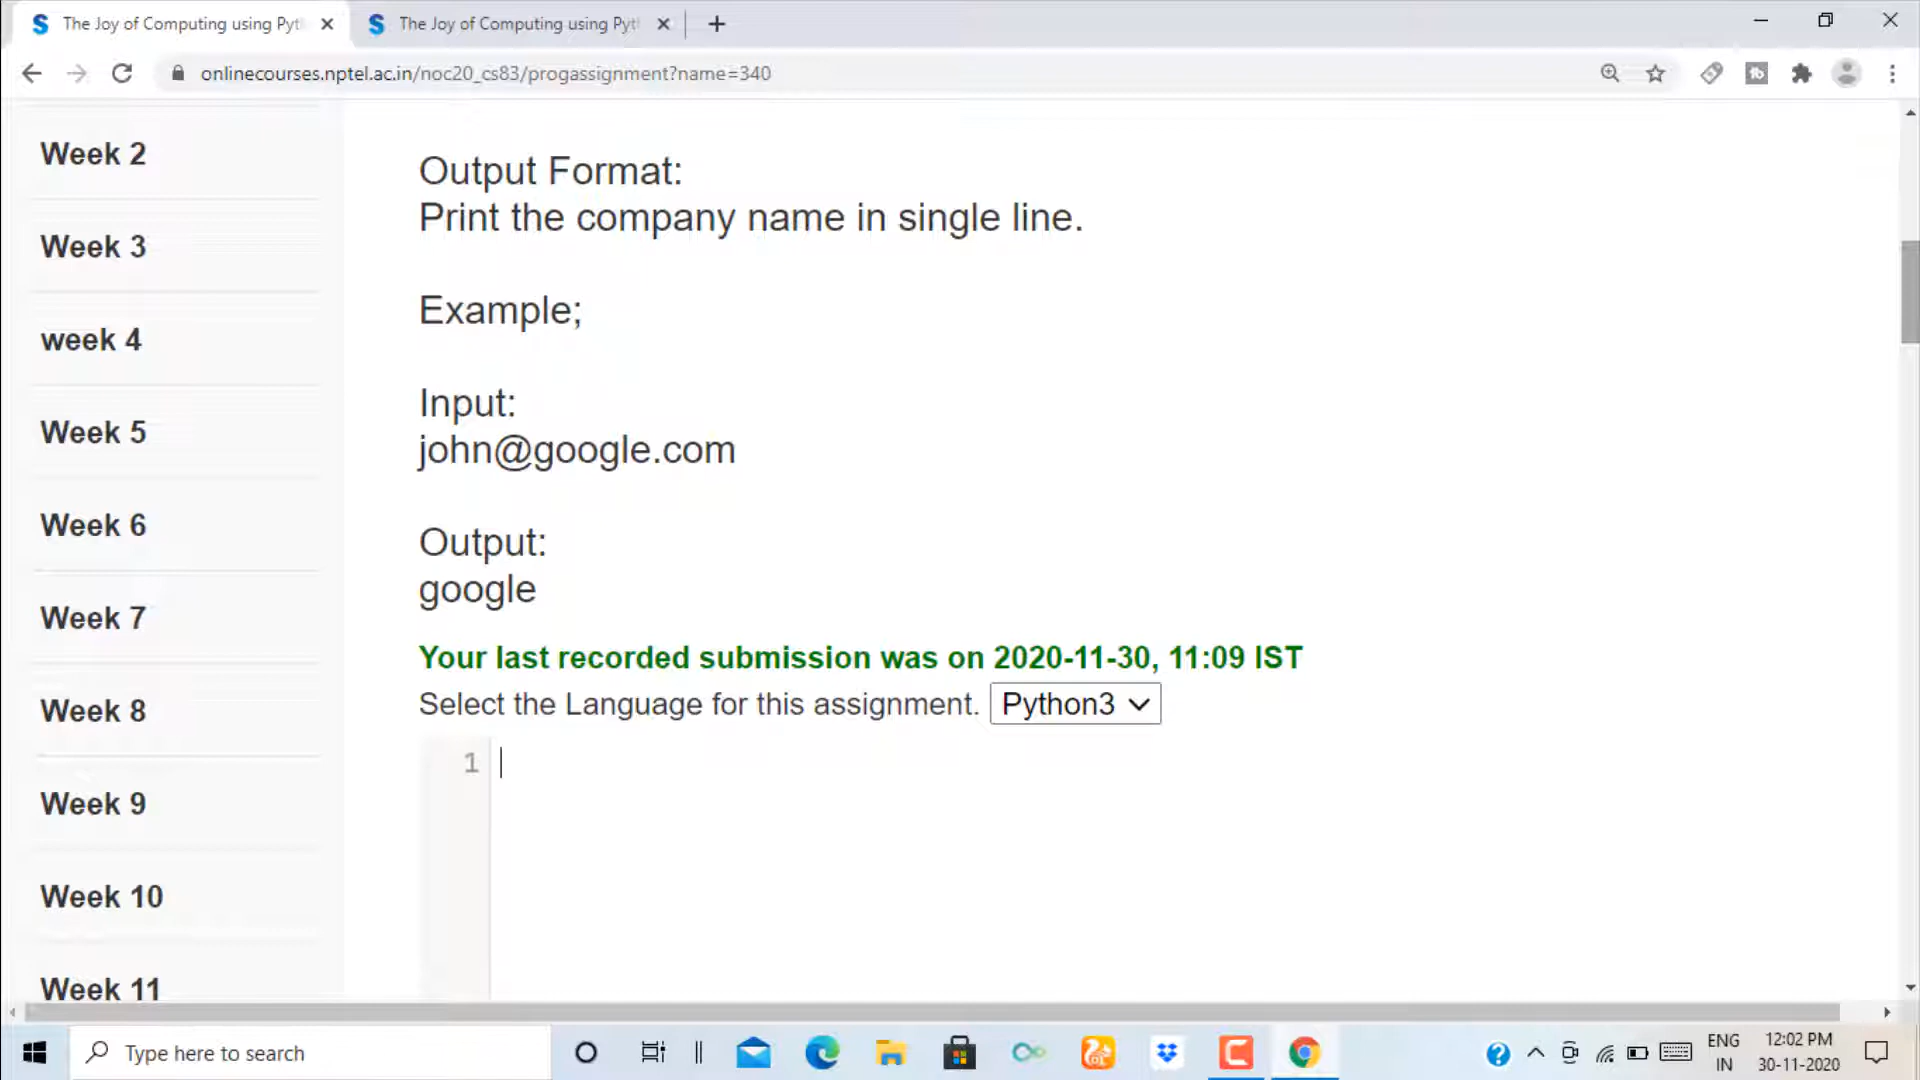 The Joy of Computing using Pyt
The Joy of Computing using Pyt
onlinecourses.nptel.ac.in/noc20_cs83/progassignment?name=340
Week 2
Week 3
week 4
Week 5
Week 6
Week 7
Week 8
Week 9
Week 10
Week 11
Output Format:
Print the company name in single line.
Example;
Input:
john@google.com
Output:
google
Your last recorded submission was on 2020-11-30, 11:09 IST
Select the Language for this assignment. Python3
1
Type here to search
ENG
IN
12:02 PM
30-11-2020